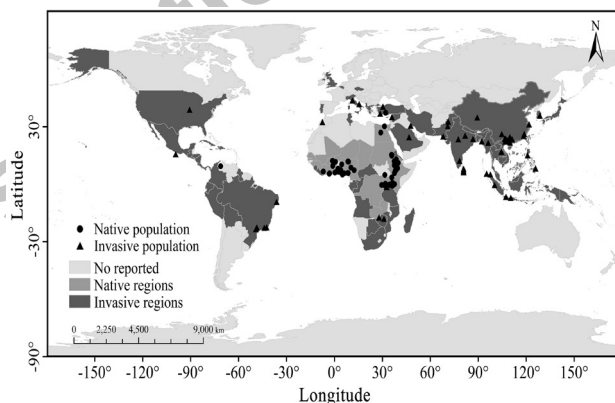 N
Latitude
30°
-30°
-90°
Native population
Invasive population
No reported
Native regions
Invasive regions
0 2,250 4,500 9,000 km
-150° -90° -60° -30° 0° 30° 60° 90° 120° 150°
Longitude